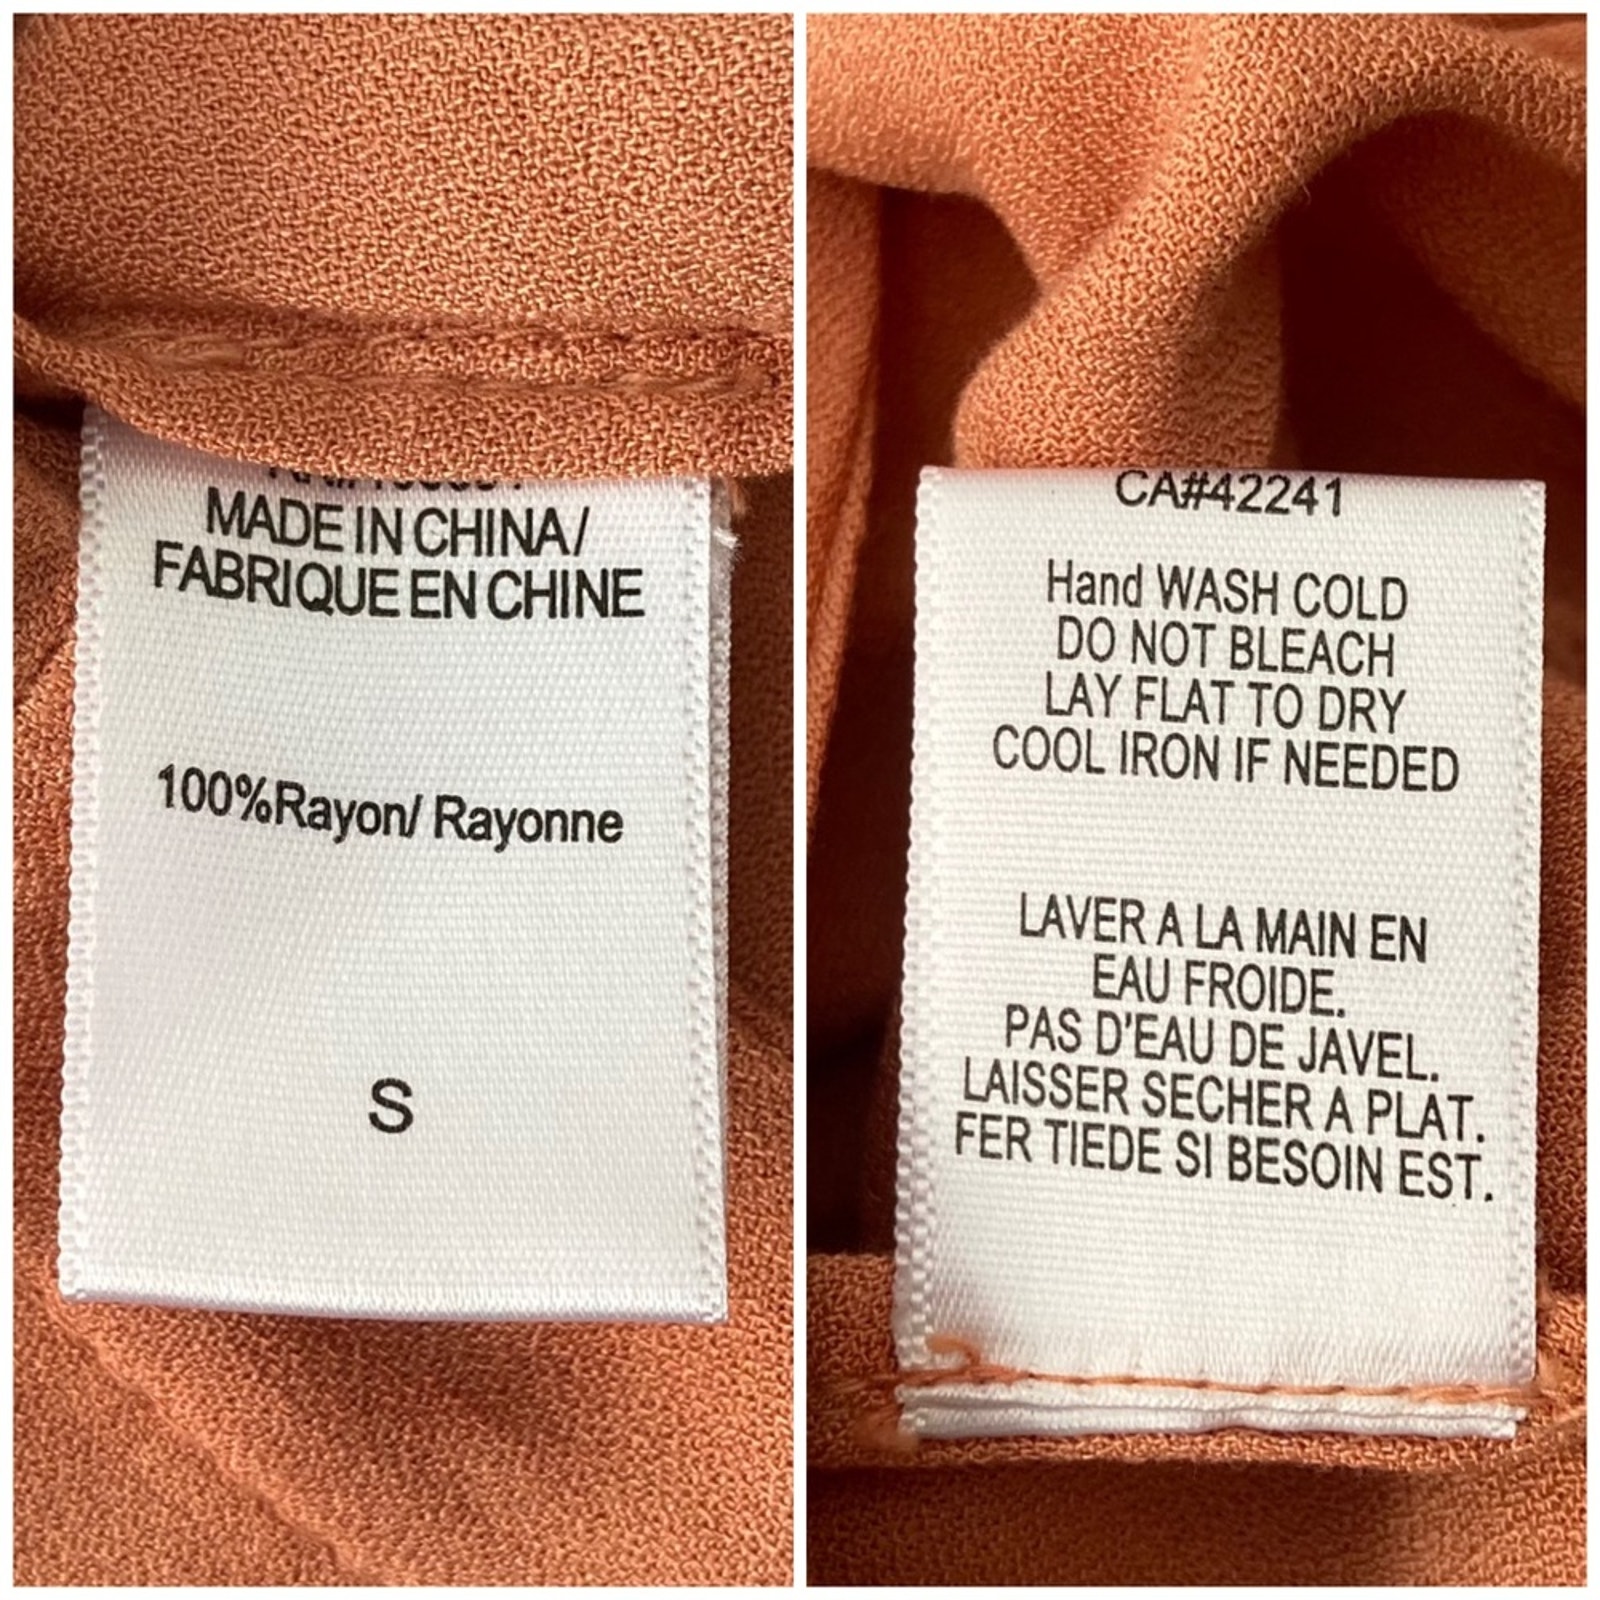 MADE IN CHINA/
FABRIQUE EN CHINE
100%Rayon/ Rayonne
S
CA#42241
Hand WASH COLD
DO NOT BLEACH
LAY FLAT TO DRY
COOL IRON IF NEEDED
LAVER A LA MAIN EN
EAU FROIDE.
PAS D'EAU DE JAVEL.
LAISSER SECHER A PLAT.
FER TIEDE SI BESOIN EST.